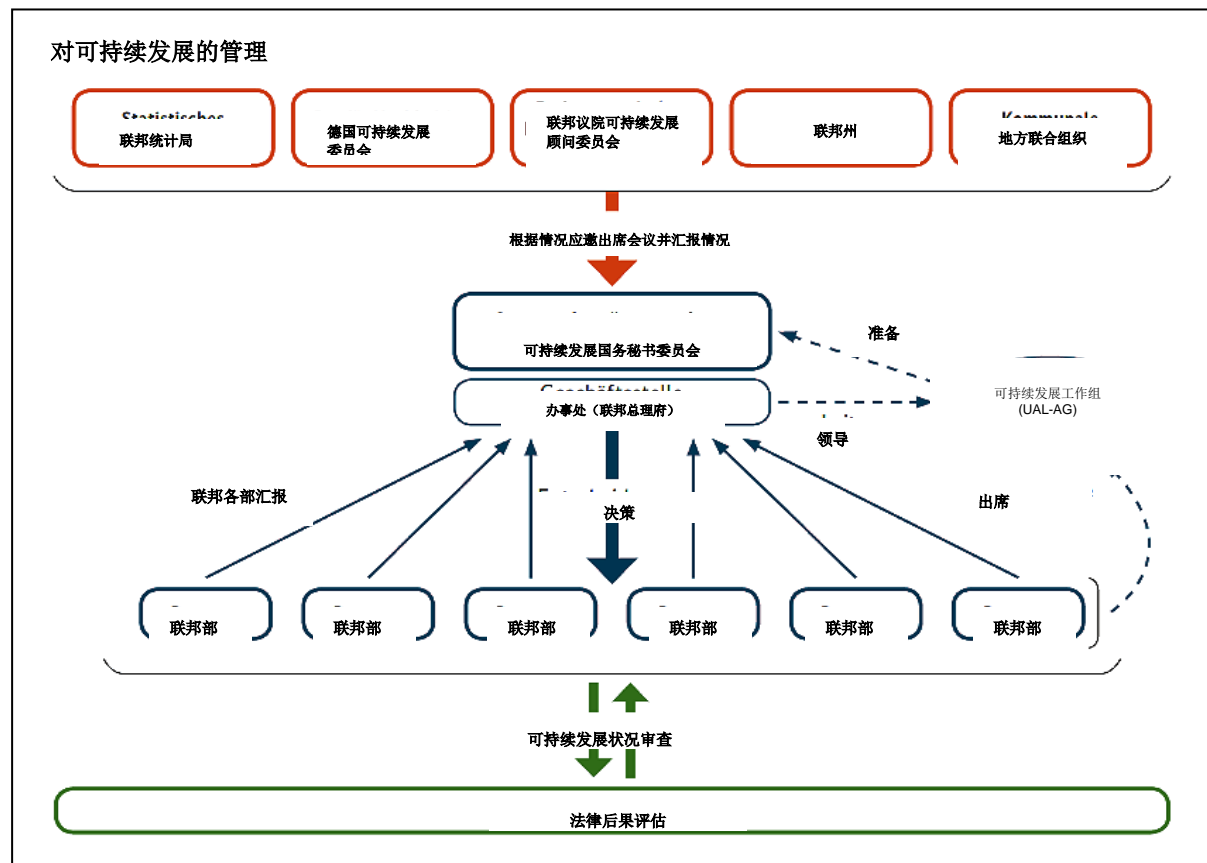 对可持续发展的管理
Statistisches
联邦统计局
德国可持续发展
委员会
联邦议院可持续发展
顾问委员会
联邦州
Kommunale
地方联合组织
根据情况应邀出席会议并汇报情况
可持续发展国务秘书委员会
准备
Geschäftsstelle
办事处（联邦总理府）
可持续发展工作组
(UAL-AG)
领导
联邦各部汇报
决策
出席
联邦部
联邦部
联邦部
联邦部
联邦部
联邦部
可持续发展状况审查
法律后果评估